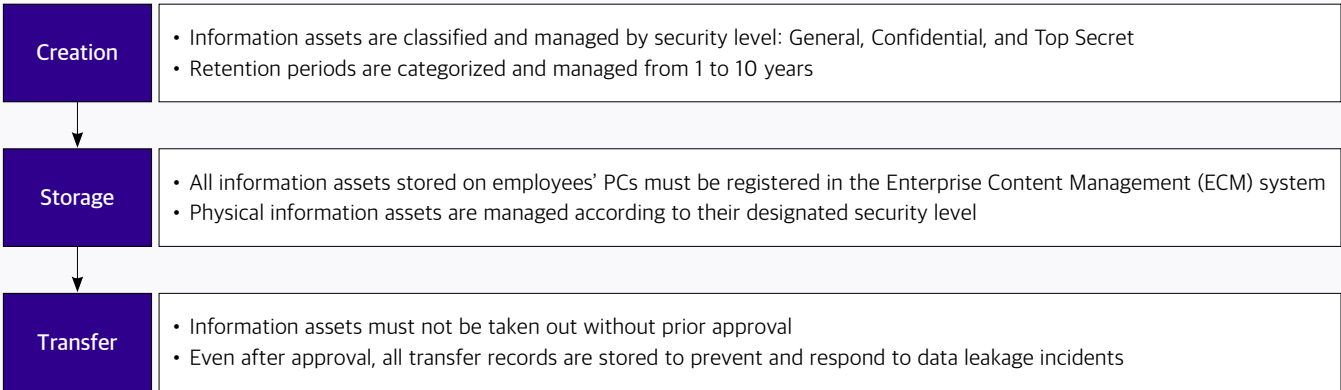 Creation
• Information assets are classified and managed by security level: General, Confidential, and Top Secret
• Retention periods are categorized and managed from 1 to 10 years
Storage
• All information assets stored on employees’ PCs must be registered in the Enterprise Content Management (ECM) system
• Physical information assets are managed according to their designated security level
Transfer
• Information assets must not be taken out without prior approval
• Even after approval, all transfer records are stored to prevent and respond to data leakage incidents